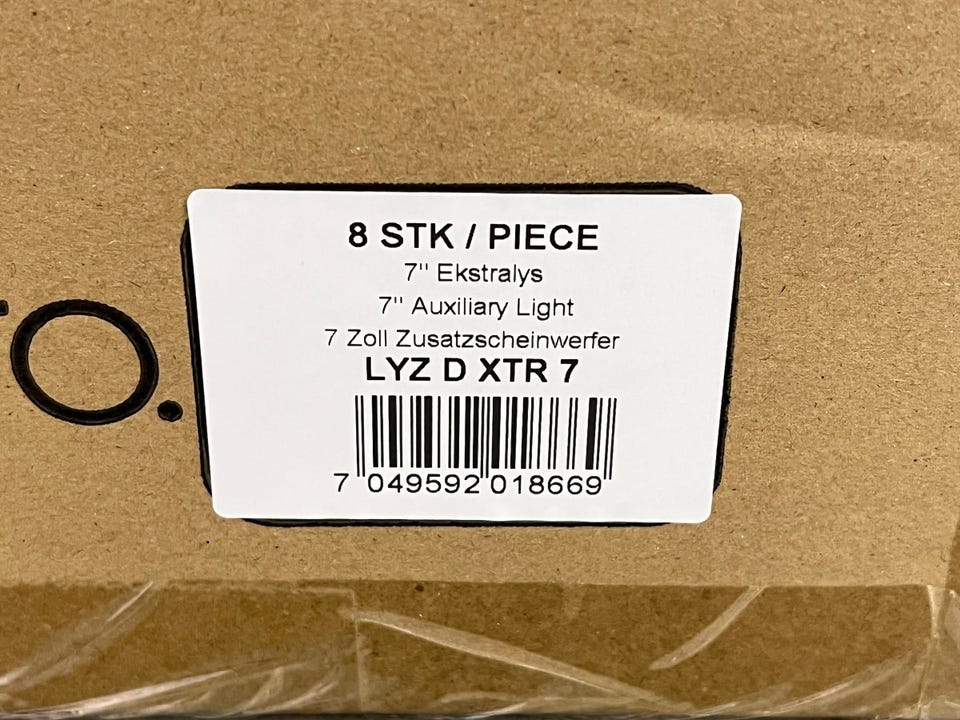 8 STK / PIECE
7" Ekstralys
7" Auxiliary Light
7 Zoll Zusatzscheinwerfer
LYZ D XTR 7
7 049592 018669
O.